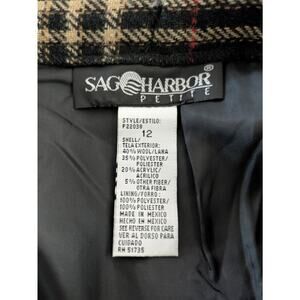 SAG HARBOR®
PETITE
STYLE/ESTILO:
P22038
12
SHELL/
TELA EXTERIOR:
40% WOOL/LANA
35% POLYESTER/
POLIESTER
20% ACRYLIC/
ACRILICO
5% OTHER FIBER/
OTRA FIBRA
LINING/FORRO:
100% POLYESTER/
100% POLIESTER
MADE IN MEXICO
HECHO EN MEXICO
SEE REVERSE FOR CARE
VER AL DORSO PARA
CUIDADO
RN 51735